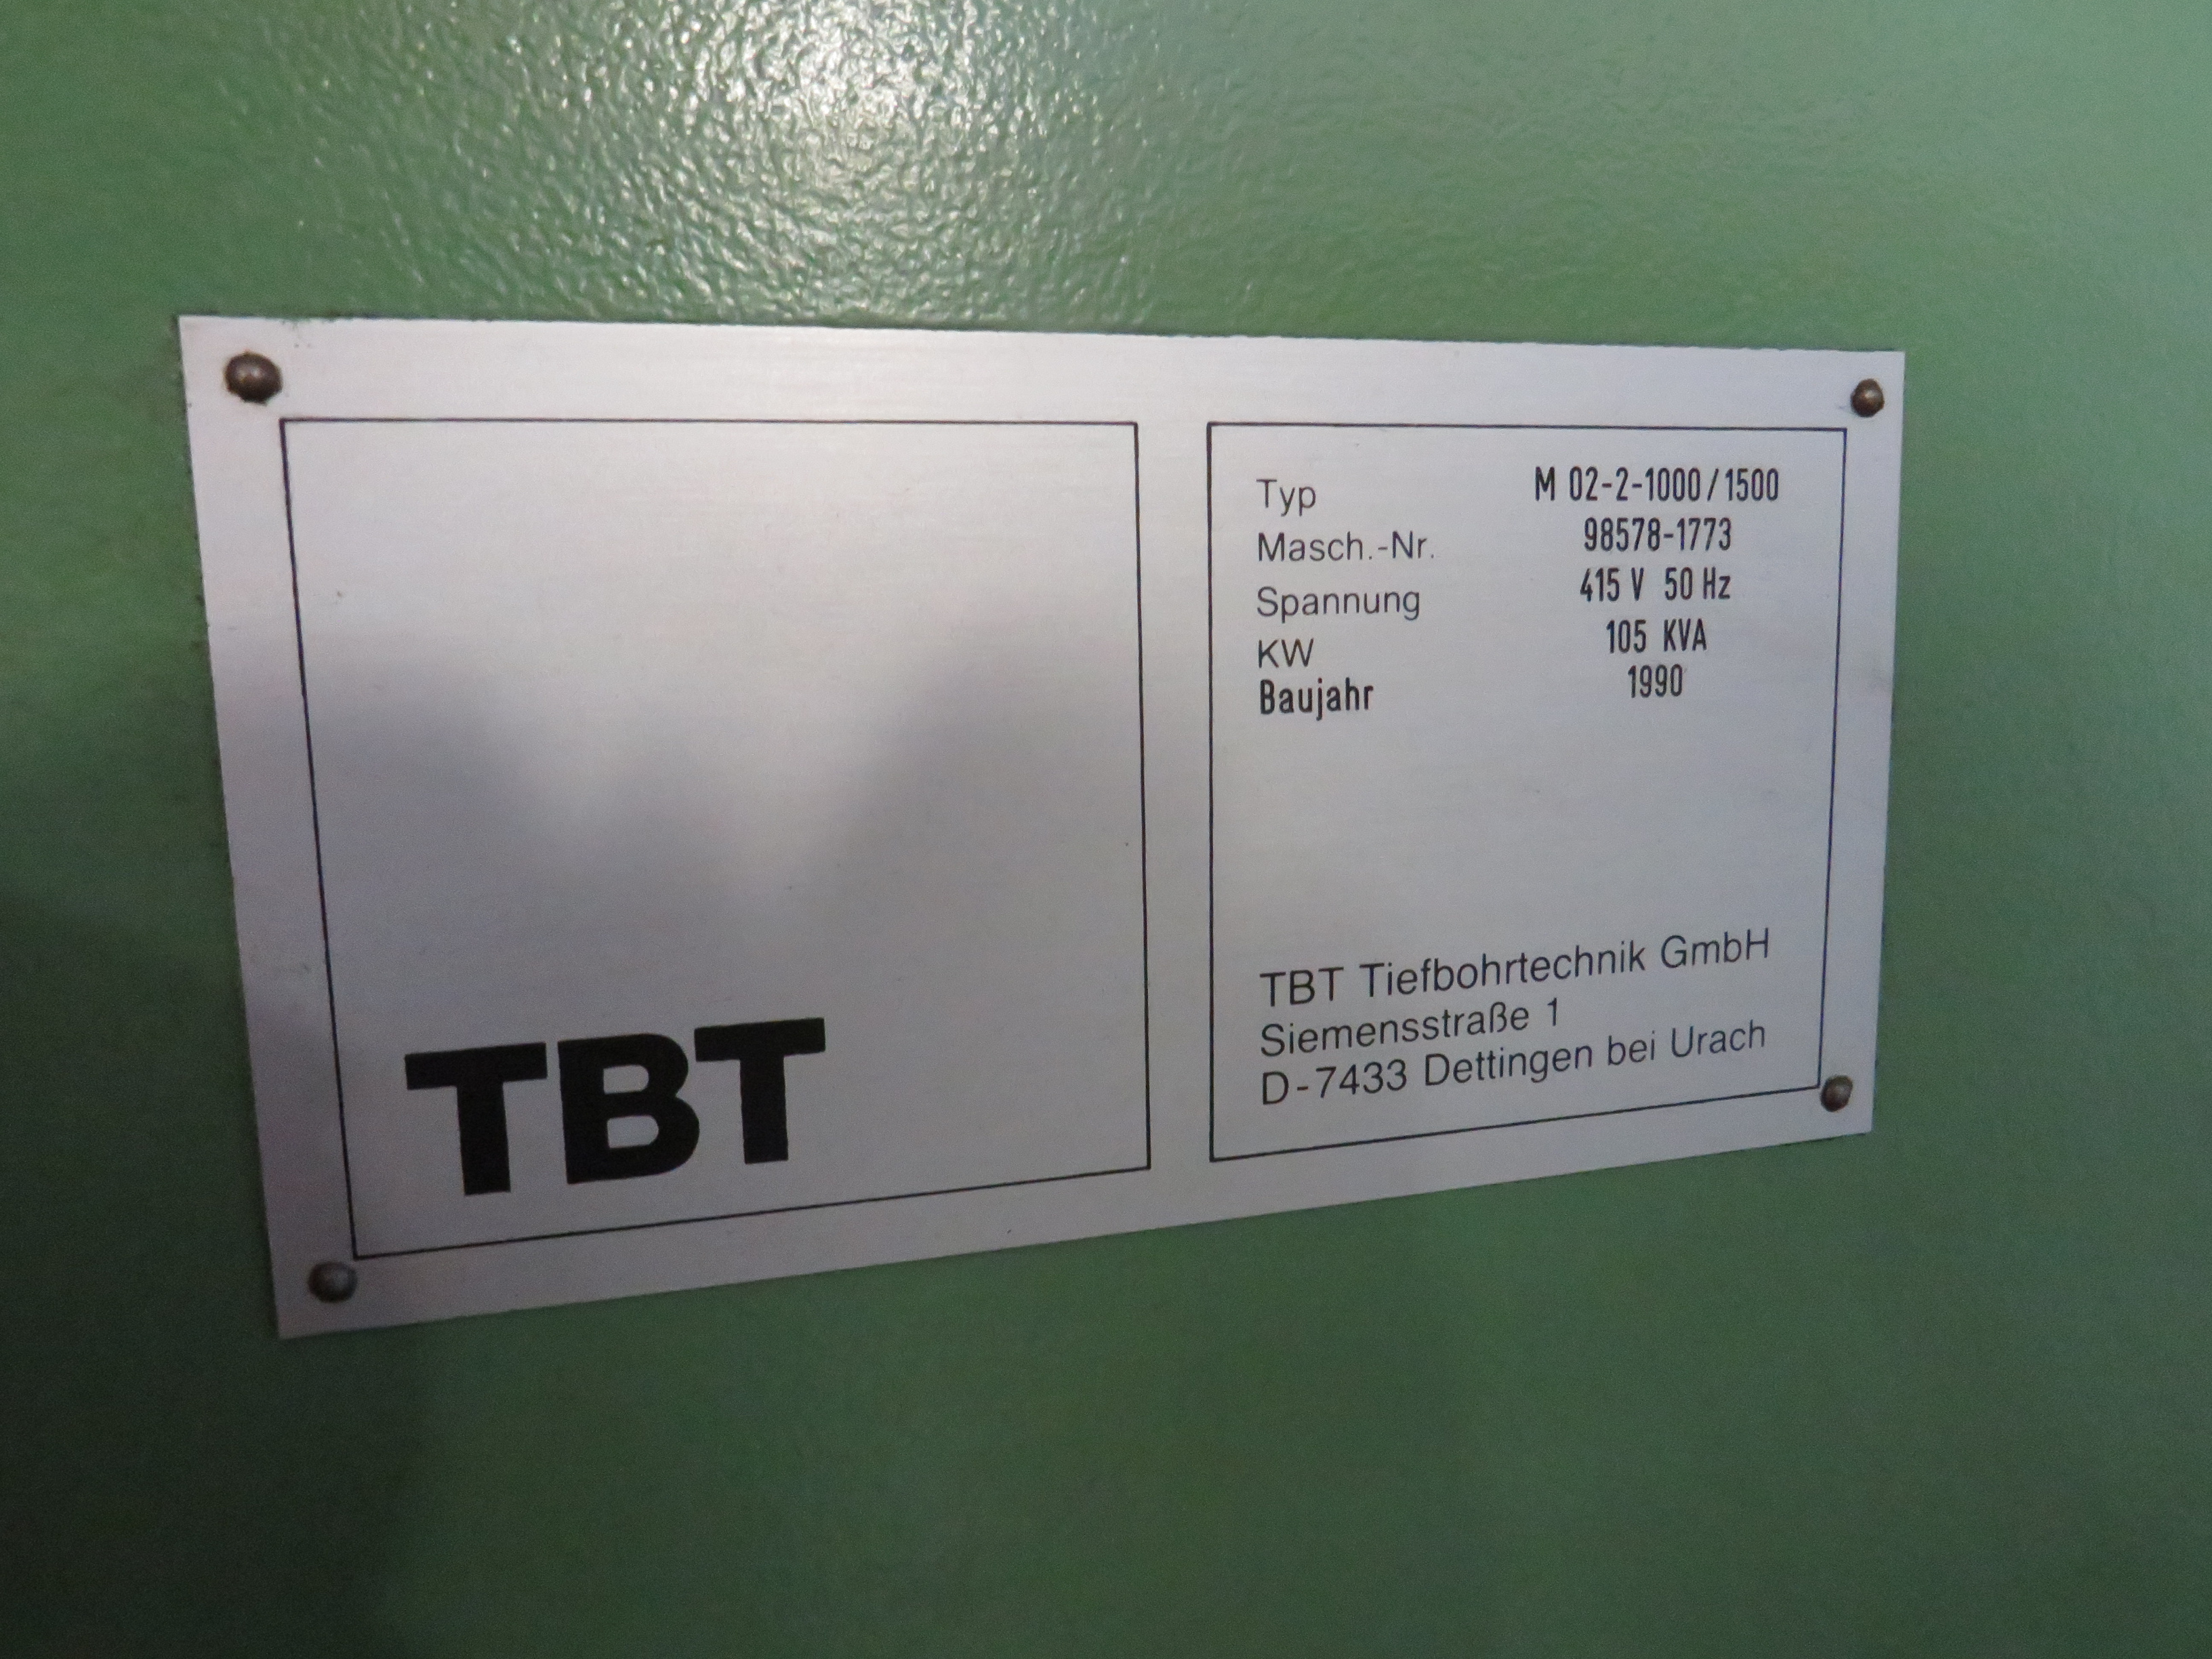 TBT
Typ M 02-2-1000/1500
Masch.-Nr. 98578-1773
Spannung 415 V 50 Hz
KW 105 KVA
Baujahr 1990
TBT Tiefbohrtechnik GmbH
Siemensstraße 1
D-7433 Dettingen bei Urach